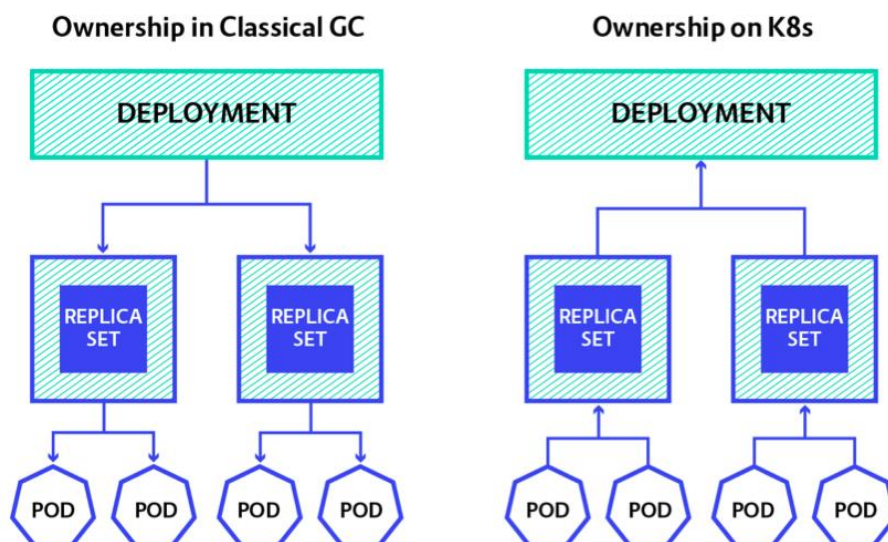 Ownership in Classical GC
DEPLOYMENT
REPLICA
SET
REPLICA
SET
POD
POD
POD
POD
Ownership on K8s
DEPLOYMENT
REPLICA
SET
REPLICA
SET
POD
POD
POD
POD